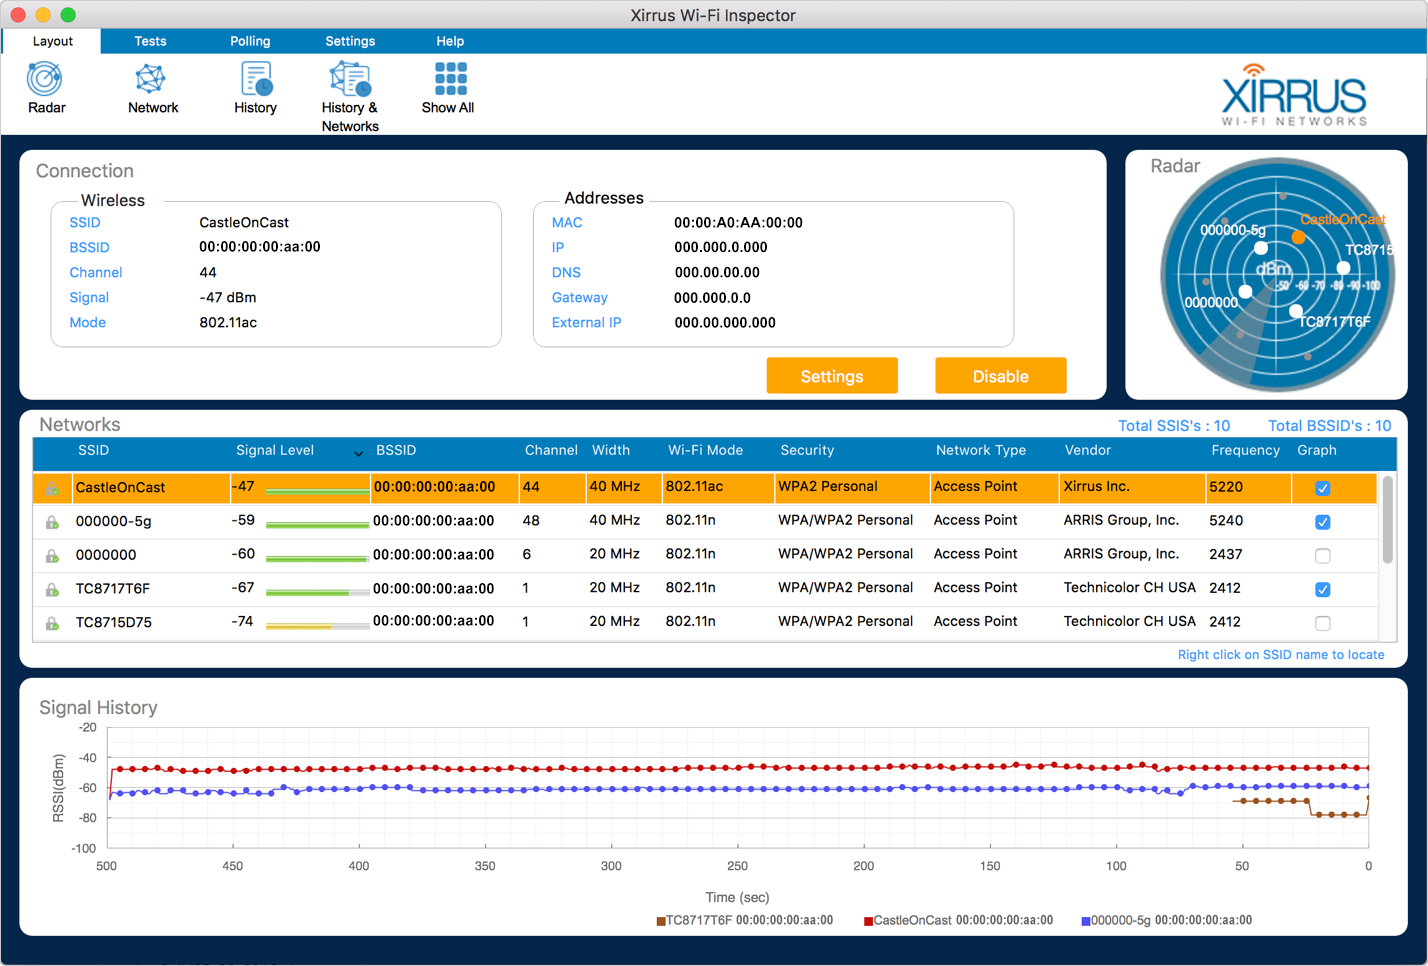 Xirrus Wi-Fi Inspector
Layout Tests Polling Settings Help
Radar Network History History & Networks Show All
XIRRUS
WI-FI NETWORKS
Connection
Wireless
SSID CastleOnCast
BSSID 00:00:00:00:aa:00
Channel 44
Signal -47 dBm
Mode 802.11ac
Addresses
MAC 00:00:A0:AA:00:00
IP 000.000.0.000
DNS 000.00.00.00
Gateway 000.000.0.0
External IP 000.00.000.000
Settings Disable
Radar
CastleOnCast
000000-5g
TC8715
dBm
-50 -60 -70 -80 -90 -100
0000000
TC8717T6F
Networks Total SSIS's : 10 Total BSSID's : 10
SSID Signal Level BSSID Channel Width Wi-Fi Mode Security Network Type Vendor Frequency Graph
CastleOnCast -47 00:00:00:00:aa:00 44 40 MHz 802.11ac WPA2 Personal Access Point Xirrus Inc. 5220
000000-5g -59 00:00:00:00:aa:00 48 40 MHz 802.11n WPA/WPA2 Personal Access Point ARRIS Group, Inc. 5240
0000000 -60 00:00:00:00:aa:00 6 20 MHz 802.11n WPA/WPA2 Personal Access Point ARRIS Group, Inc. 2437
TC8717T6F -67 00:00:00:00:aa:00 1 20 MHz 802.11n WPA/WPA2 Personal Access Point Technicolor CH USA 2412
TC8715D75 -74 00:00:00:00:aa:00 1 20 MHz 802.11n WPA/WPA2 Personal Access Point Technicolor CH USA 2412
Right click on SSID name to locate
Signal History
RSSI(dBm)
-20
-40
-60
-80
-100
500 450 400 350 300 250 200 150 100 50 0
Time (sec)
TC8717T6F 00:00:00:00:aa:00 CastleOnCast 00:00:00:00:aa:00 000000-5g 00:00:00:00:aa:00